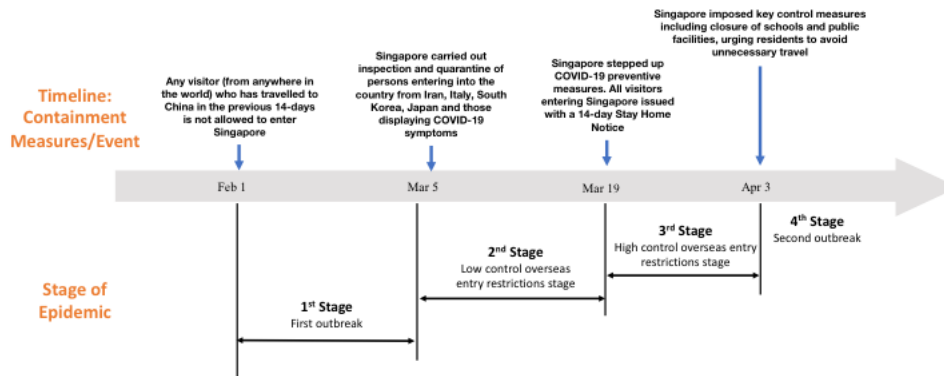 Singapore imposed key control measures
including closure of schools and public
facilities, urging residents to avoid
unnecessary travel
Singapore carried out
inspection and quarantine of
persons entering into the
country from Iran, Italy, South
Korea, Japan and those
displaying COVID-19
symptoms
Singapore stepped up
COVID-19 preventive
measures. All visitors
entering Singapore issued
with a 14-day Stay Home
Notice
Any visitor (from anywhere in
the world) who has travelled to
China in the previous 14-days
is not allowed to enter
Singapore
Timeline:
Containment
Measures/Event
Feb 1
Mar 5
Mar 19
Apr 3
4th Stage
Second outbreak
3rd Stage
High control overseas entry
restrictions stage
2nd Stage
Low control overseas
entry restrictions stage
1st Stage
First outbreak
Stage of
Epidemic